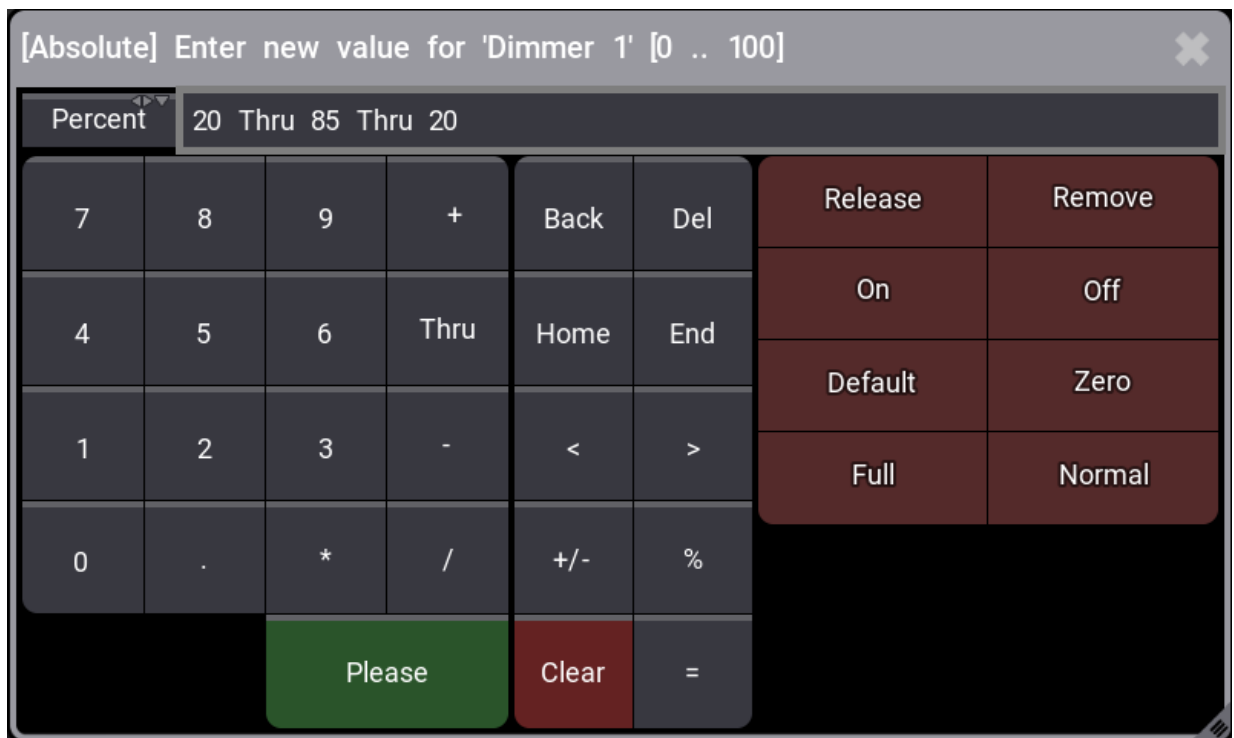 [Absolute] Enter new value for 'Dimmer 1' [0 .. 100]
Percent 20 Thru 85 Thru 20
7 8 9 + Back Del Release Remove
On Off
4 5 6 Thru Home End
Default Zero
1 2 3 - < >
Full Normal
0 . * / +/- %
Please Clear =